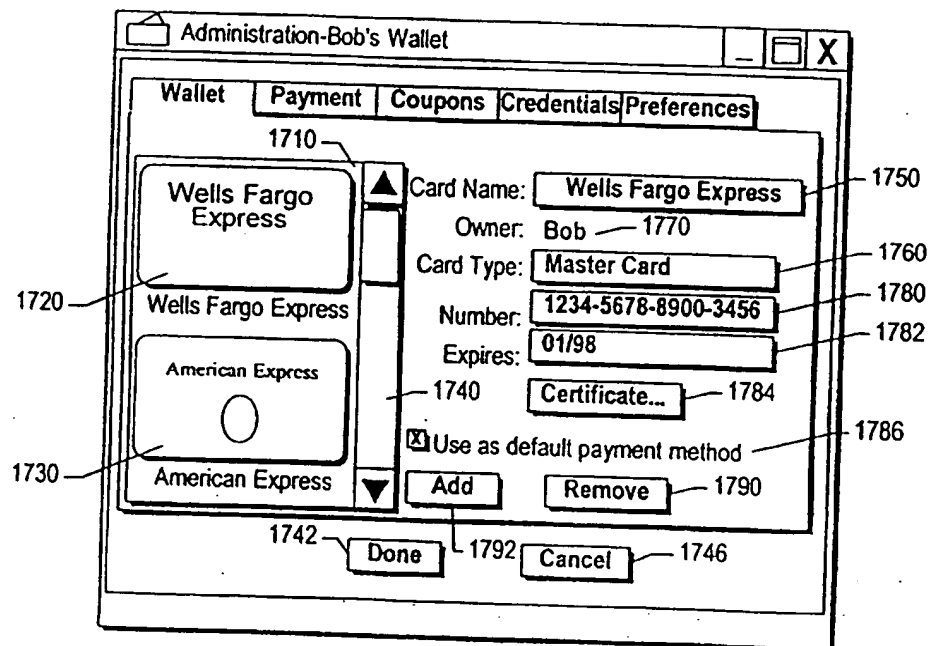 Administration-Bob's Wallet
_ X
Wallet Payment Coupons Credentials Preferences
1710
Wells Fargo
Express
1720
Wells Fargo Express
American Express
1730
American Express
1740
Card Name: Wells Fargo Express 1750
Owner: Bob 1770
Card Type: Master Card 1760
Number: 1234-5678-8900-3456 1780
Expires: 01/98 1782
Certificate... 1784
X Use as default payment method 1786
Add 1792
Remove 1790
1742 Done
Cancel 1746